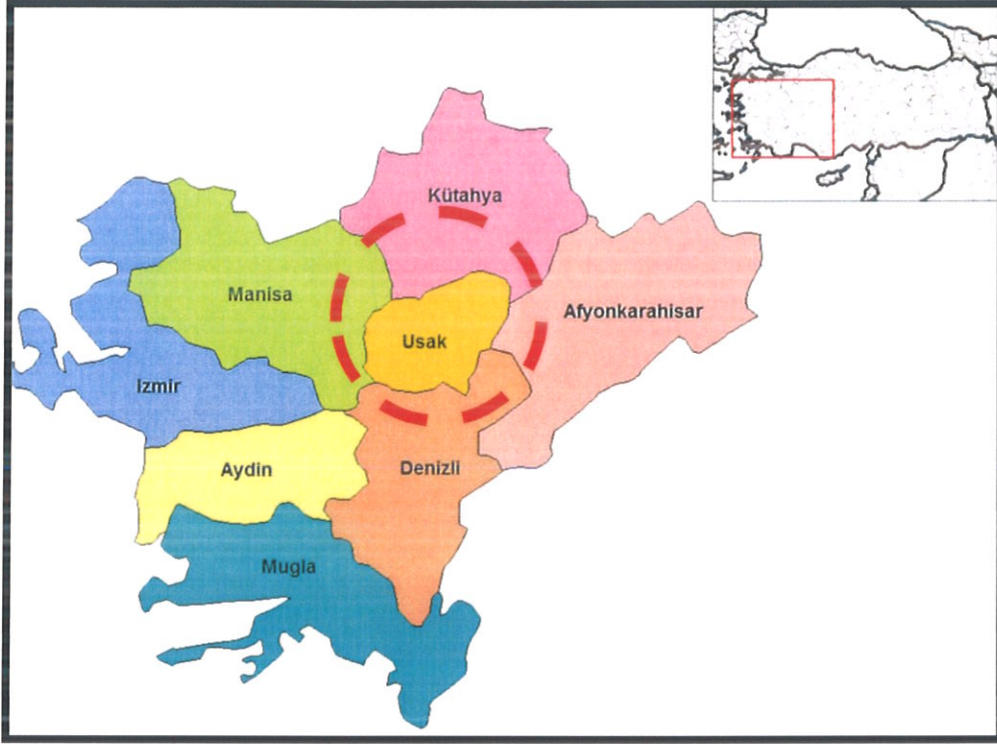 Kütahya
Manisa
Afyonkarahisar
Usak
Izmir
Aydin
Denizli
Mugla